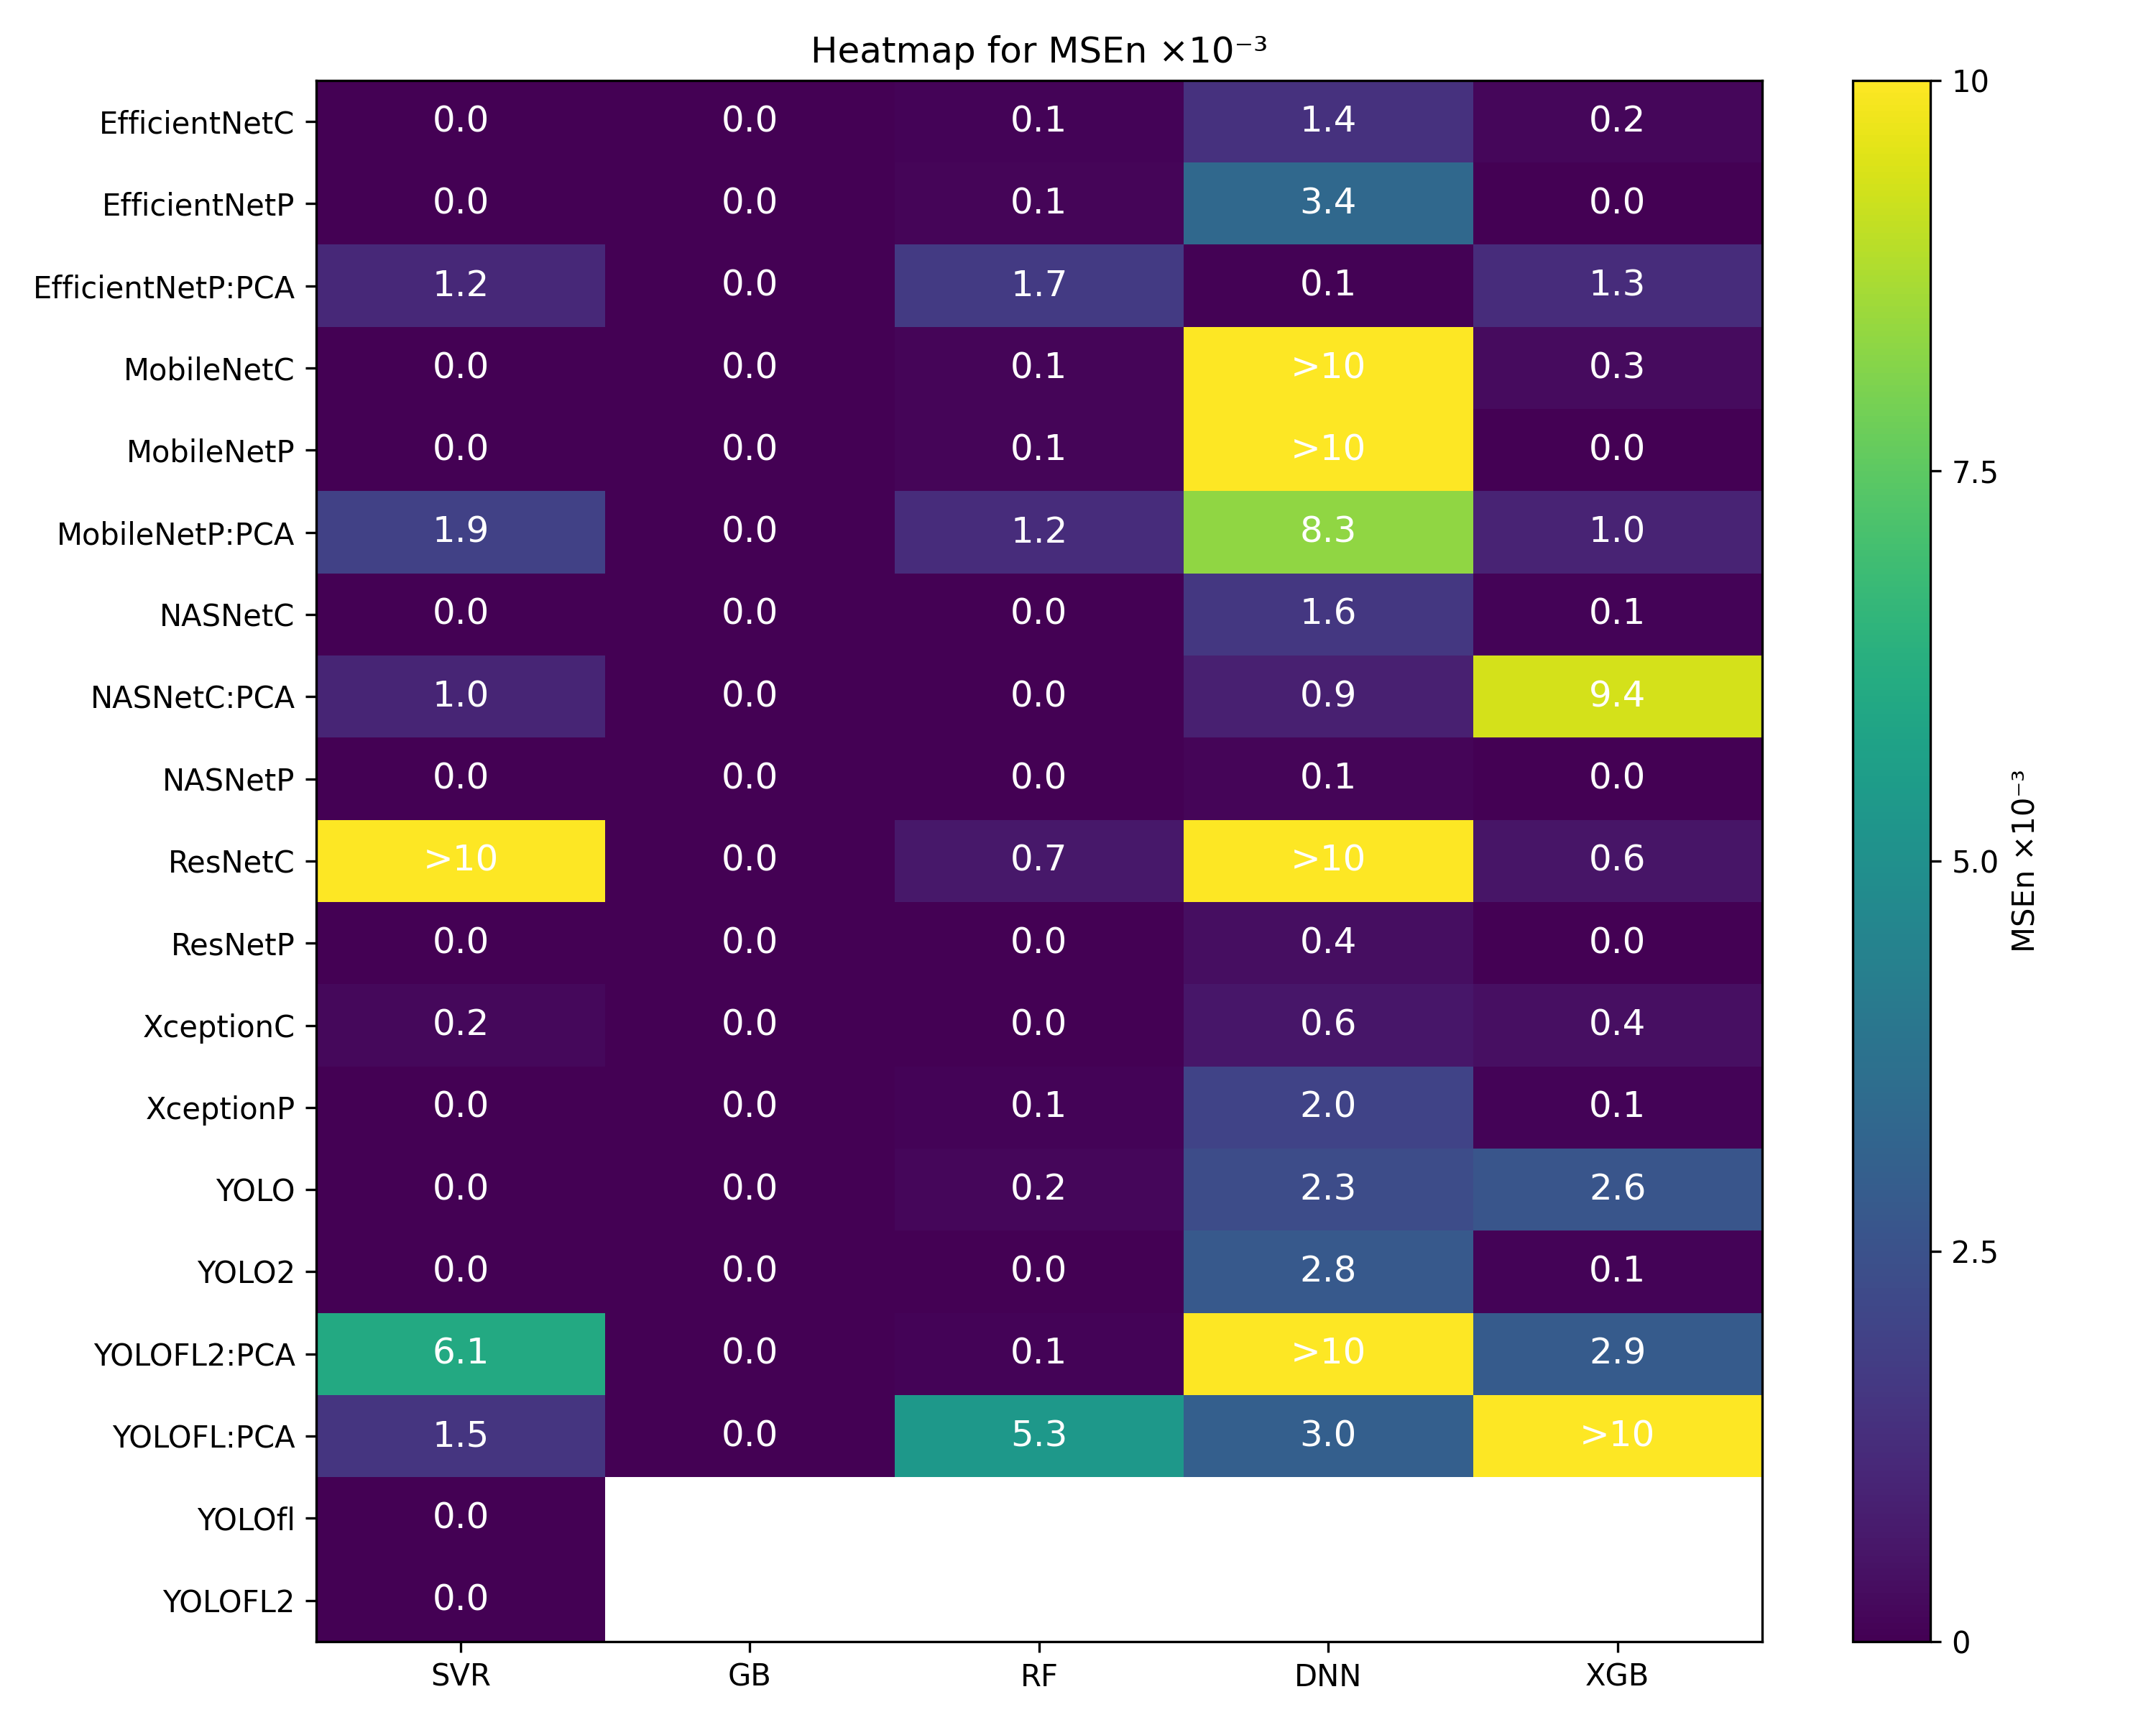 Heatmap for MSEn ×10⁻³
EfficientNetC 0.0 0.0 0.1 1.4 0.2
EfficientNetP 0.0 0.0 0.1 3.4 0.0
EfficientNetP:PCA 1.2 0.0 1.7 0.1 1.3
MobileNetC 0.0 0.0 0.1 >10 0.3
MobileNetP 0.0 0.0 0.1 >10 0.0
MobileNetP:PCA 1.9 0.0 1.2 8.3 1.0
NASNetC 0.0 0.0 0.0 1.6 0.1
NASNetC:PCA 1.0 0.0 0.0 0.9 9.4
NASNetP 0.0 0.0 0.0 0.1 0.0
ResNetC >10 0.0 0.7 >10 0.6
ResNetP 0.0 0.0 0.0 0.4 0.0
XceptionC 0.2 0.0 0.0 0.6 0.4
XceptionP 0.0 0.0 0.1 2.0 0.1
YOLO 0.0 0.0 0.2 2.3 2.6
YOLO2 0.0 0.0 0.0 2.8 0.1
YOLOFL2:PCA 6.1 0.0 0.1 >10 2.9
YOLOFL:PCA 1.5 0.0 5.3 3.0 >10
YOLOfl 0.0
YOLOFL2 0.0
SVR GB RF DNN XGB
10
7.5
5.0
2.5
0
MSEn ×10⁻³